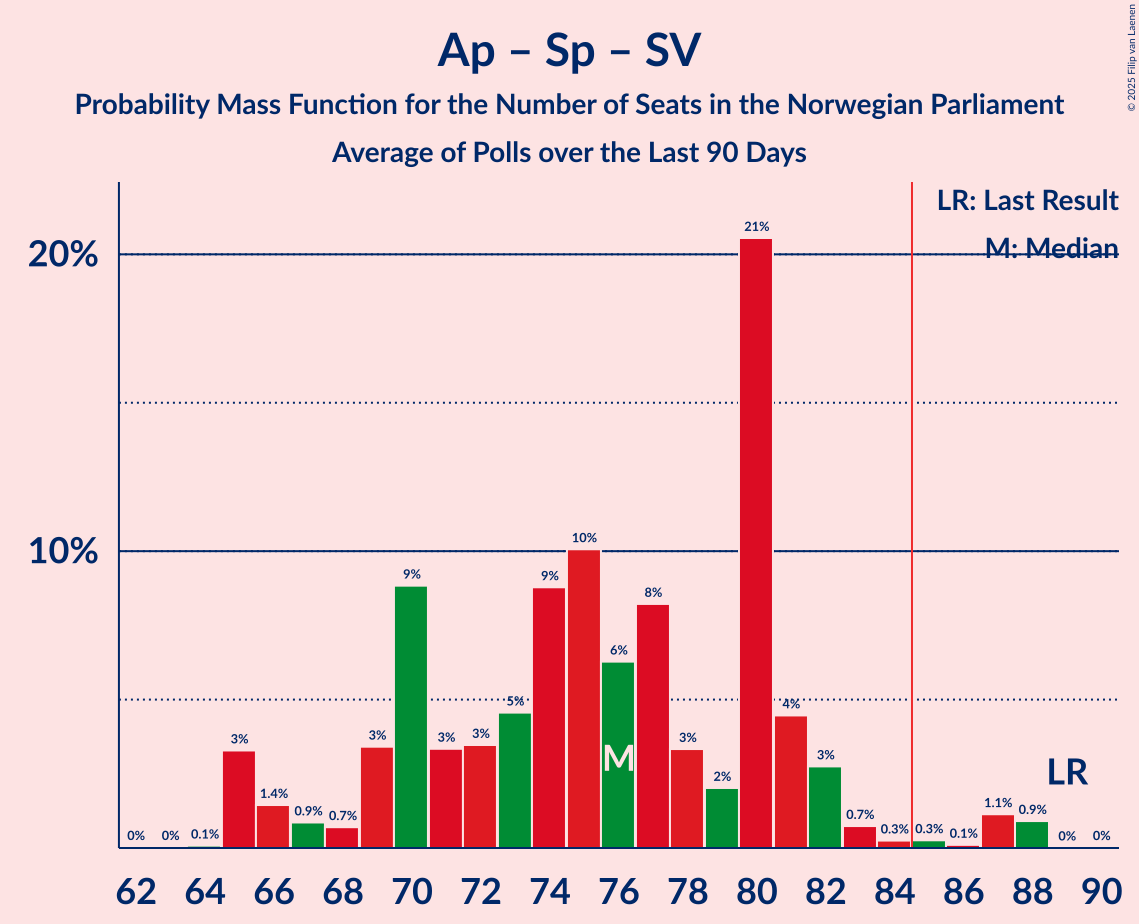 © 2025 Filip van Laenen
Ap – Sp – SV
Probability Mass Function for the Number of Seats in the Norwegian Parliament
Average of Polls over the Last 90 Days
LR: Last Result
M: Median
20%
10%
0% 0% 0.1% 3% 1.4% 0.9% 0.7% 3% 9% 3% 3% 5% 9% 10% 6% 8% 3% 2% 21% 4% 3% 0.7% 0.3% 0.3% 0.1% 1.1% 0.9% 0% 0%
M
LR
62 64 66 68 70 72 74 76 78 80 82 84 86 88 90